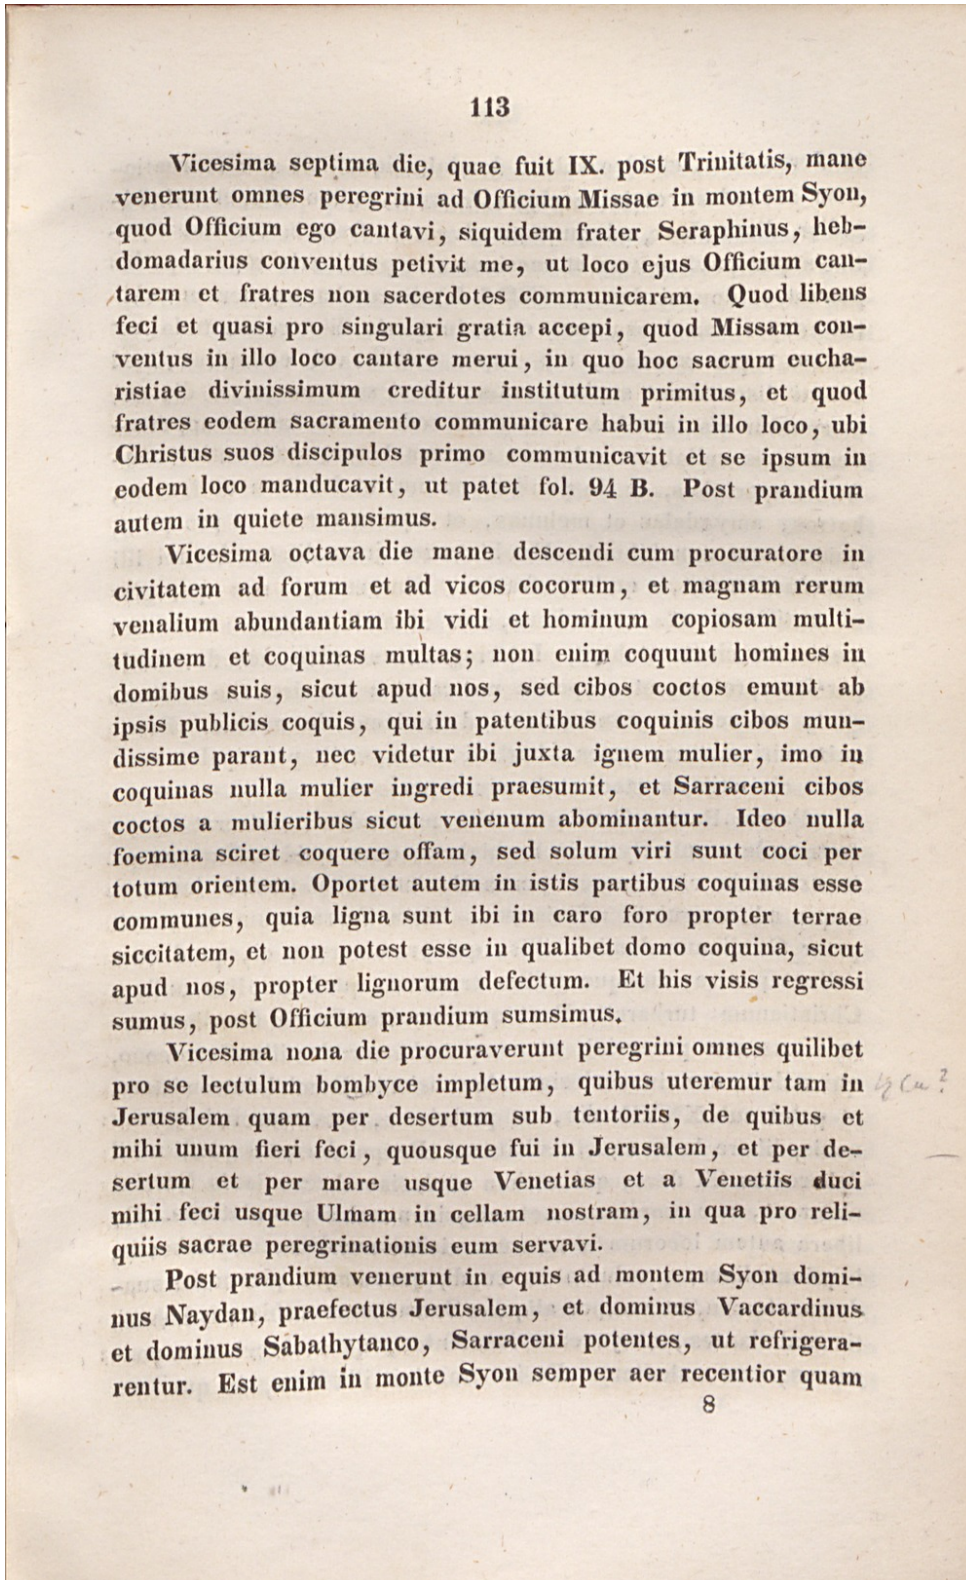 113
Vicesima septima die, quae fuit IX. post Trinitatis, mane
venerunt omnes peregrini ad Officium Missae in montem Syon,
quod Officium ego cantavi, siquidem frater Seraphinus, heb-
domadarius conventus petivit me, ut loco ejus Officium can-
tarem et fratres non sacerdotes communicarem. Quod libens
feci et quasi pro singulari gratia accepi, quod Missam con-
ventus in illo loco cantare merui, in quo hoc sacrum eucha-
ristiae divinissimum creditur institutum primitus, et quod
fratres eodem sacramento communicare habui in illo loco, ubi
Christus suos discipulos primo communicavit et se ipsum in
eodem loco manducavit, ut patet fol. 94 B. Post prandium
autem in quiete mansimus.
Vicesima octava die mane descendi cum procuratore in
civitatem ad forum et ad vicos cocorum, et magnam rerum
venalium abundantiam ibi vidi et hominum copiosam multi-
tudinem et coquinas multas; non enim coquunt homines in
domibus suis, sicut apud nos, sed cibos coctos emunt ab
ipsis publicis coquis, qui in patentibus coquinis cibos mun-
dissime parant, nec videtur ibi juxta ignem mulier, imo in
coquinas nulla mulier ingredi praesumit, et Sarraceni cibos
coctos a mulieribus sicut venenum abominantur. Ideo nulla
foemina sciret coquere offam, sed solum viri sunt coci per
totum orientem. Oportet autem in istis partibus coquinas esse
communes, quia ligna sunt ibi in caro foro propter terrae
siccitatem, et non potest esse in qualibet domo coquina, sicut
apud nos, propter lignorum defectum. Et his visis regressi
sumus, post Officium prandium sumsimus.
Vicesima nona die procuraverunt peregrini omnes quilibet
pro se lectulum bombyce impletum, quibus uteremur tam in
Jerusalem quam per desertum sub tentoriis, de quibus et
mihi unum fieri feci, quousque fui in Jerusalem, et per de-
sertum et per mare usque Venetias et a Venetiis duci
mihi feci usque Ulmam in cellam nostram, in qua pro reli-
quiis sacrae peregrinationis eum servavi.
Post prandium venerunt in equis ad montem Syon domi-
nus Naydan, praefectus Jerusalem, et dominus Vaccardinus
et dominus Sabathytanco, Sarraceni potentes, ut refrigera-
rentur. Est enim in monte Syon semper aer recentior quam
8